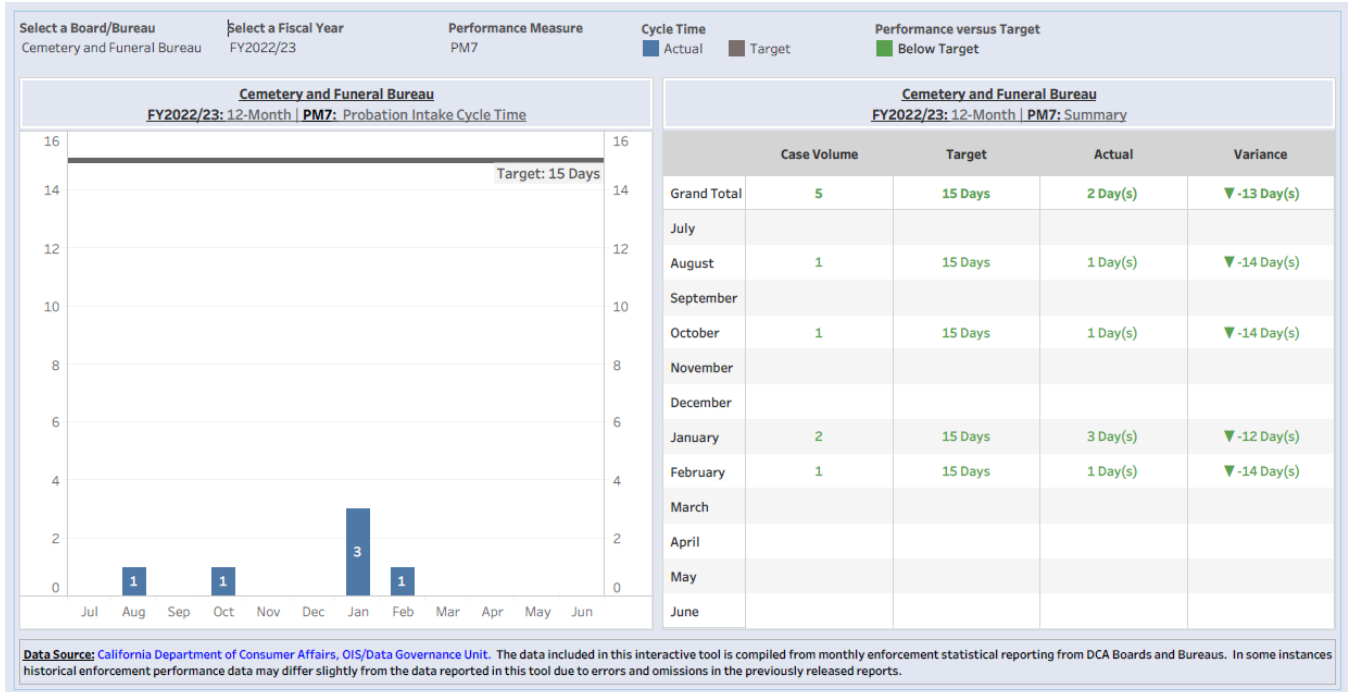 Select a Board/Bureau Select a Fiscal Year Performance Measure Cycle Time Performance versus Target
Cemetery and Funeral Bureau FY2022/23 PM7 Actual Target Below Target
Cemetery and Funeral Bureau
FY2022/23: 12-Month | PM7: Probation Intake Cycle Time
16 16
Target: 15 Days
14 14
12 12
10 10
8 8
6 6
4 4
2 2
0 0
1 1 3 1
Jul Aug Sep Oct Nov Dec Jan Feb Mar Apr May Jun
Cemetery and Funeral Bureau
FY2022/23: 12-Month | PM7: Summary
Case Volume Target Actual Variance
Grand Total 5 15 Days 2 Day(s) ▼ -13 Day(s)
July
August 1 15 Days 1 Day(s) ▼ -14 Day(s)
September
October 1 15 Days 1 Day(s) ▼ -14 Day(s)
November
December
January 2 15 Days 3 Day(s) ▼ -12 Day(s)
February 1 15 Days 1 Day(s) ▼ -14 Day(s)
March
April
May
June
Data Source: California Department of Consumer Affairs, OIS/Data Governance Unit. The data included in this interactive tool is compiled from monthly enforcement statistical reporting from DCA Boards and Bureaus. In some instances
historical enforcement performance data may differ slightly from the data reported in this tool due to errors and omissions in the previously released reports.